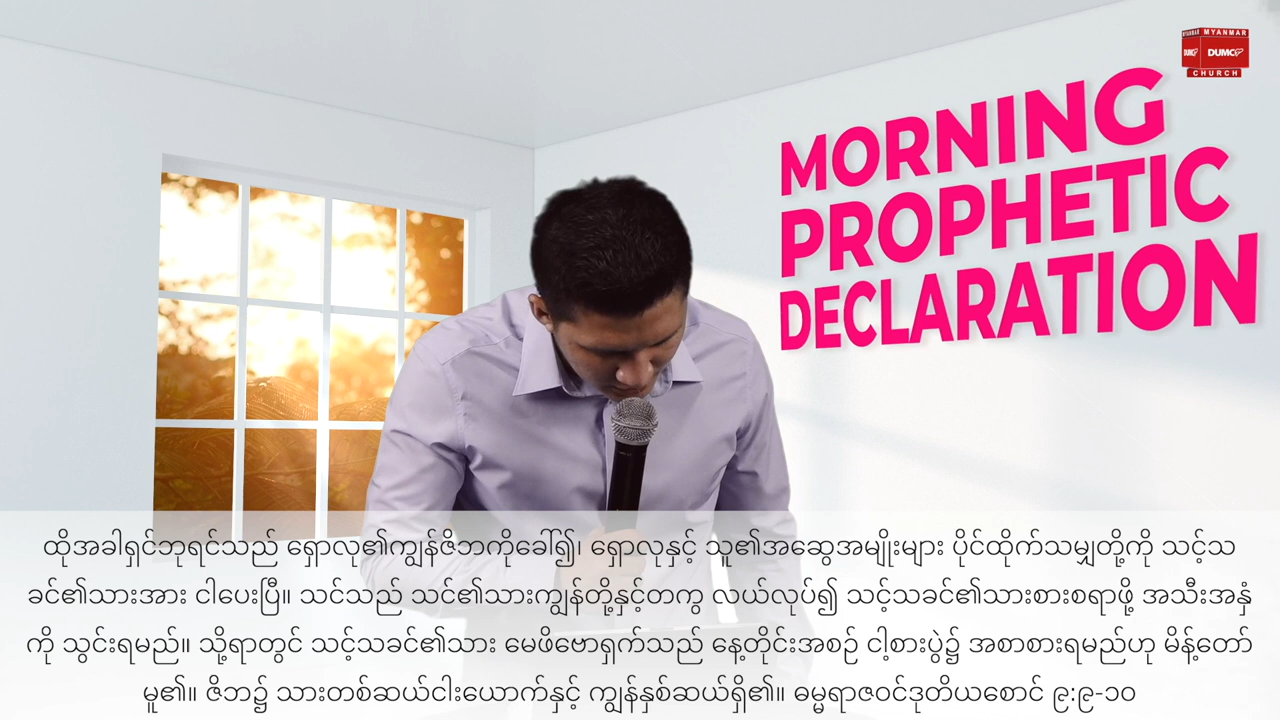 MYANMAR MYANMAR
DUMC DUMC
CHURCH
MORNING
PROPHETIC
DECLARATION
ထိုအခါရှင်ဘုရင်သည် ရှောလု၏ကျွန်ဇိဘကိုခေါ်၍၊ ရှောလုနှင့် သူ၏အဆွေအမျိုးများ ပိုင်ထိုက်သမျှတို့ကို သင့်သ
ခင်၏သားအား ငါပေးပြီ။ သင်သည် သင်၏သားကျွန်တို့နှင့်တကွ လယ်လုပ်၍ သင့်သခင်၏သားစားစရာဖို့ အသီးအနှံ
ကို သွင်းရမည်။ သို့ရာတွင် သင့်သခင်၏သား မေဖိဗောရှက်သည် နေ့တိုင်းအစဉ် ငါ့စားပွဲ၌ အစာစားရမည်ဟု မိန့်တော်
မူ၏။ ဇိဘ၌ သားတစ်ဆယ်ငါးယောက်နှင့် ကျွန်နှစ်ဆယ်ရှိ၏။ ဓမ္မရာဇဝင်ဒုတိယစောင် ၉:၉-၁၀